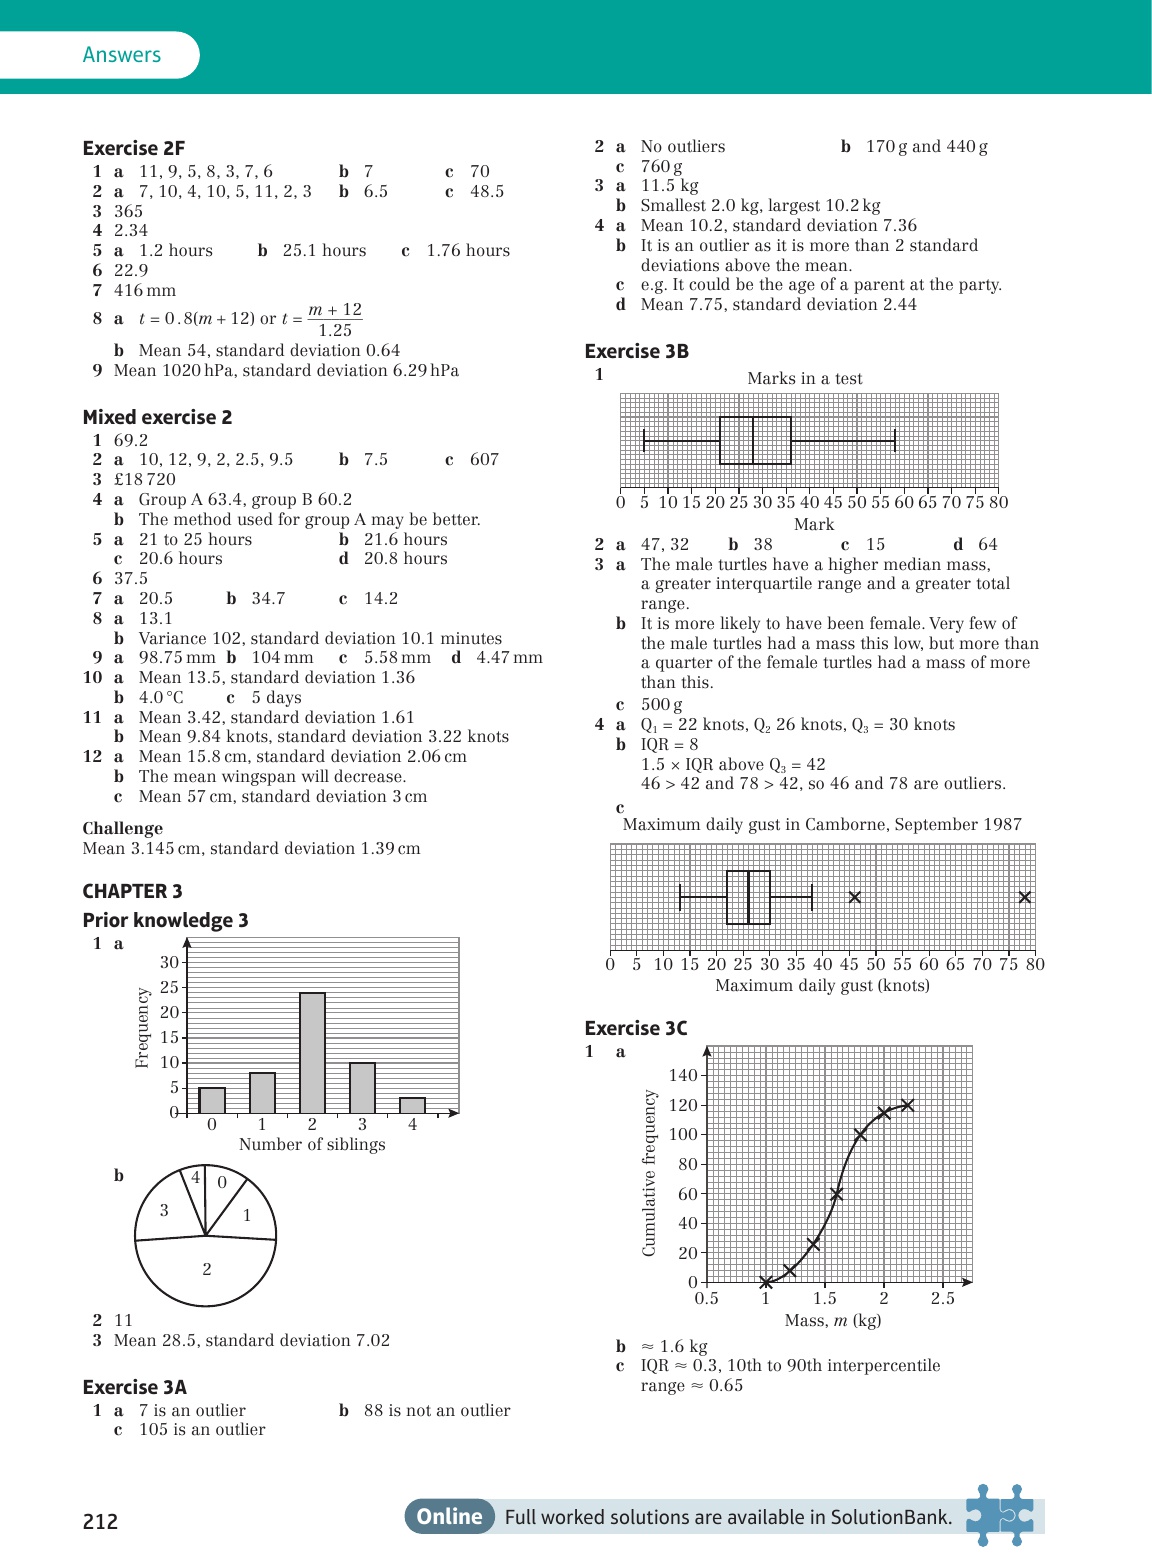 Answers
Exercise 2F
1 a 11, 9, 5, 8, 3, 7, 6 b 7 c 70
2 a 7, 10, 4, 10, 5, 11, 2, 3 b 6.5 c 48.5
3 365
4 2.34
5 a 1.2 hours b 25.1 hours c 1.76 hours
6 22.9
7 416 mm
8 a t = 0.8(m + 12) or t = (m + 12)/1.25
b Mean 54, standard deviation 0.64
9 Mean 1020 hPa, standard deviation 6.29 hPa
Mixed exercise 2
1 69.2
2 a 10, 12, 9, 2, 2.5, 9.5 b 7.5 c 607
3 £18 720
4 a Group A 63.4, group B 60.2
b The method used for group A may be better.
5 a 21 to 25 hours b 21.6 hours
c 20.6 hours d 20.8 hours
6 37.5
7 a 20.5 b 34.7 c 14.2
8 a 13.1
b Variance 102, standard deviation 10.1 minutes
9 a 98.75 mm b 104 mm c 5.58 mm d 4.47 mm
10 a Mean 13.5, standard deviation 1.36
b 4.0 °C c 5 days
11 a Mean 3.42, standard deviation 1.61
b Mean 9.84 knots, standard deviation 3.22 knots
12 a Mean 15.8 cm, standard deviation 2.06 cm
b The mean wingspan will decrease.
c Mean 57 cm, standard deviation 3 cm
Challenge
Mean 3.145 cm, standard deviation 1.39 cm
CHAPTER 3
Prior knowledge 3
1 a
30
25
20
15
10
5
0
Frequency
0 1 2 3 4
Number of siblings
b
4 0
3 1
2
2 11
3 Mean 28.5, standard deviation 7.02
Exercise 3A
1 a 7 is an outlier b 88 is not an outlier
c 105 is an outlier
2 a No outliers b 170 g and 440 g
c 760 g
3 a 11.5 kg
b Smallest 2.0 kg, largest 10.2 kg
4 a Mean 10.2, standard deviation 7.36
b It is an outlier as it is more than 2 standard
deviations above the mean.
c e.g. It could be the age of a parent at the party.
d Mean 7.75, standard deviation 2.44
Exercise 3B
1
Marks in a test
0 5 10 15 20 25 30 35 40 45 50 55 60 65 70 75 80
Mark
2 a 47, 32 b 38 c 15 d 64
3 a The male turtles have a higher median mass,
a greater interquartile range and a greater total
range.
b It is more likely to have been female. Very few of
the male turtles had a mass this low, but more than
a quarter of the female turtles had a mass of more
than this.
c 500 g
4 a Q₁ = 22 knots, Q₂ 26 knots, Q₃ = 30 knots
b IQR = 8
1.5 × IQR above Q₃ = 42
46 > 42 and 78 > 42, so 46 and 78 are outliers.
c
Maximum daily gust in Camborne, September 1987
0 5 10 15 20 25 30 35 40 45 50 55 60 65 70 75 80
Maximum daily gust (knots)
Exercise 3C
1 a
140
120
100
80
60
40
20
0
Cumulative frequency
0.5 1 1.5 2 2.5
Mass, m (kg)
b ≈ 1.6 kg
c IQR ≈ 0.3, 10th to 90th interpercentile
range ≈ 0.65
212
Online Full worked solutions are available in SolutionBank.